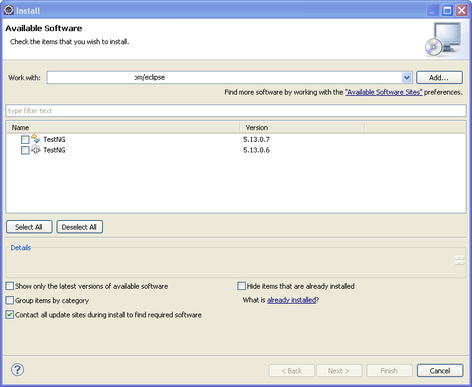 Install
Available Software
Check the items that you wish to install.
Work with: om/eclipse Add...
Find more software by working with the "Available Software Sites" preferences.
type filter text
Name Version
TestNG 5.13.0.7
TestNG 5.13.0.6
Select All Deselect All
Details
Show only the latest versions of available software Hide items that are already installed
Group items by category What is already installed?
Contact all update sites during install to find required software
? < Back Next > Finish Cancel